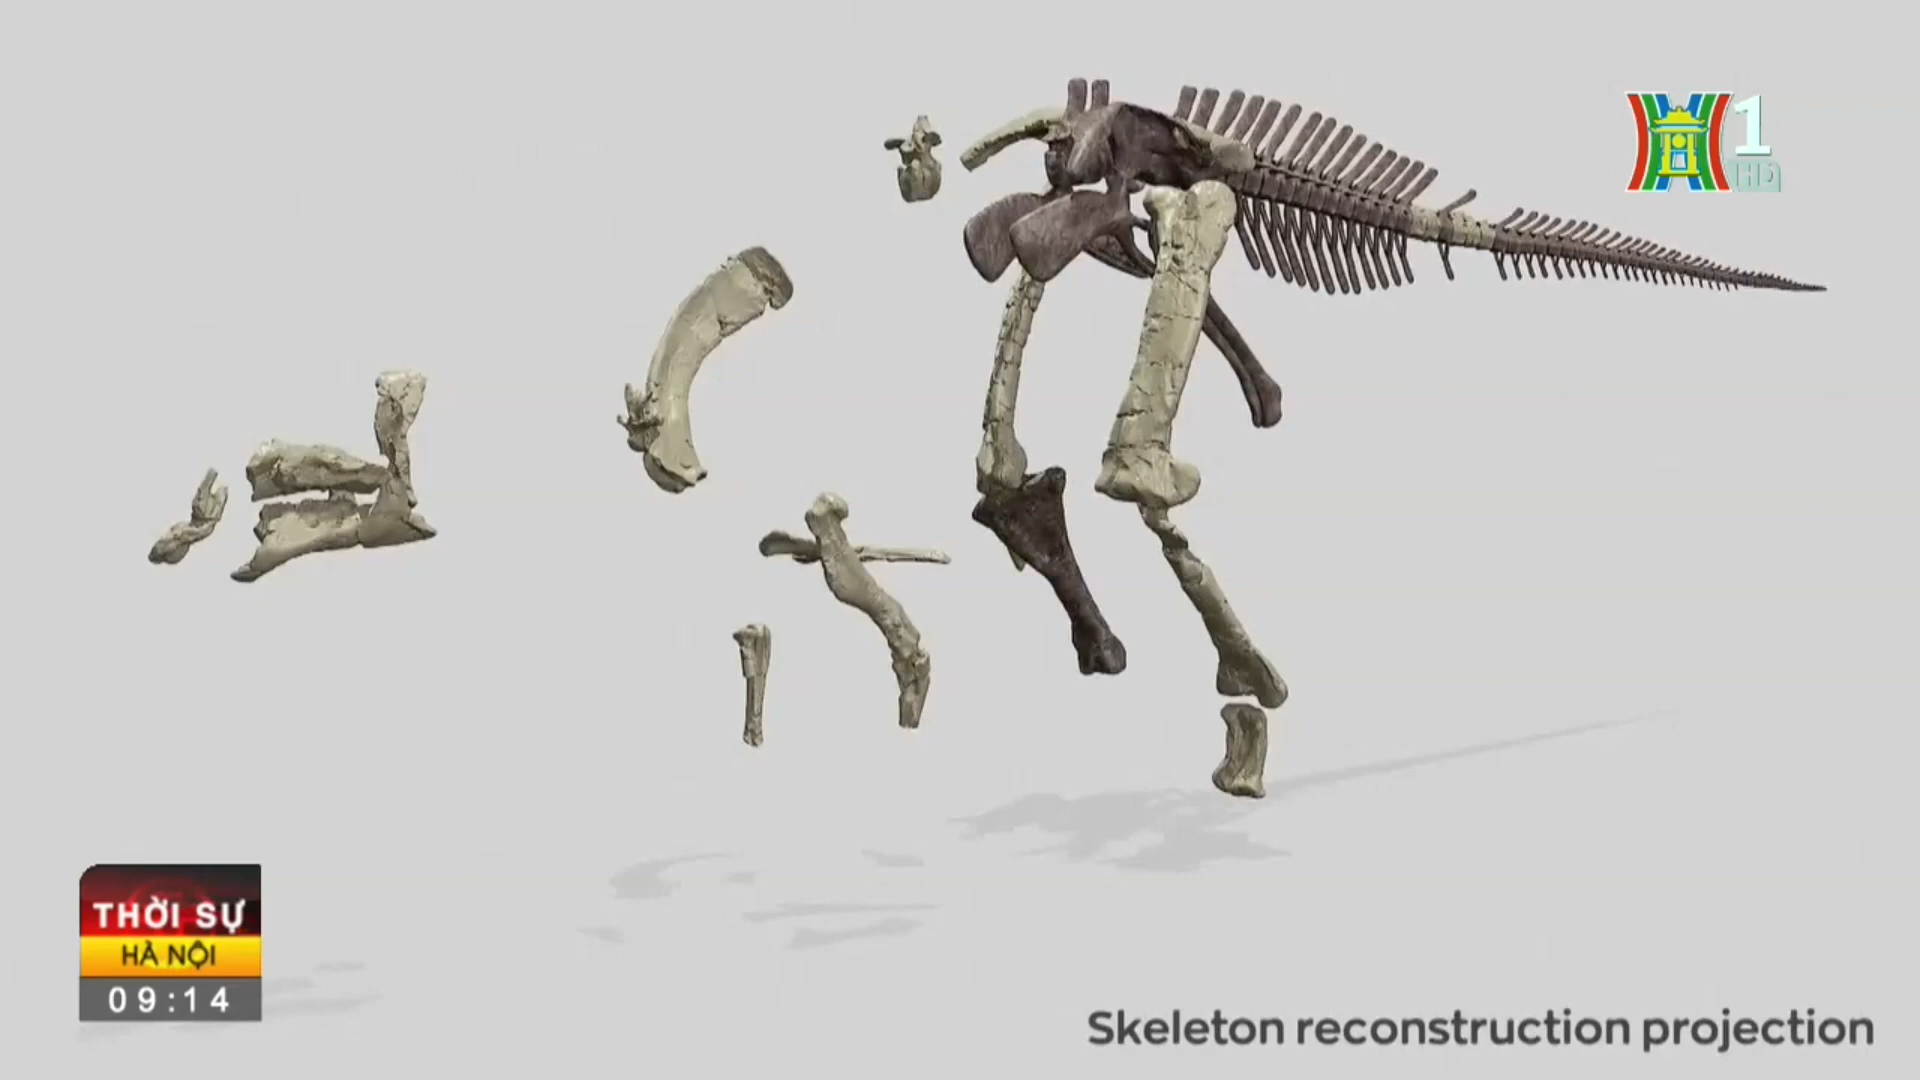 1
HD
THỜI SỰ
HÀ NỘI
09:14
Skeleton reconstruction projection